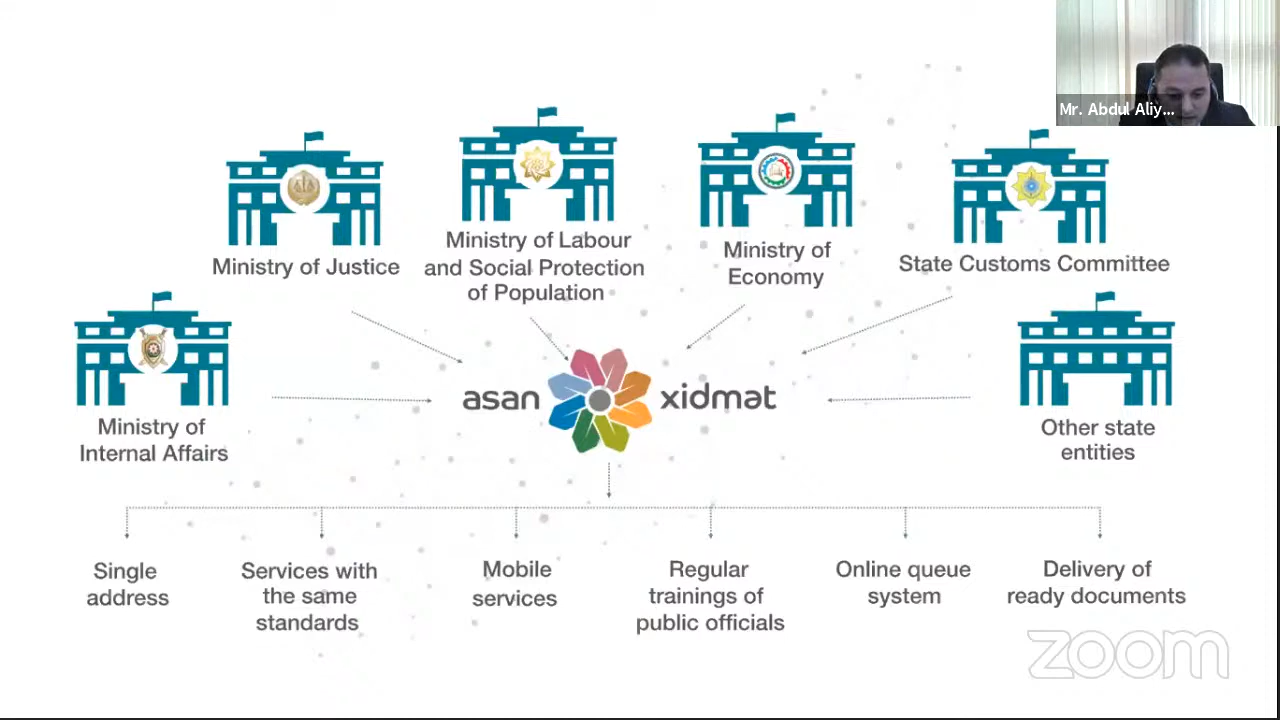 Mr. Abdul Aliy...
Ministry of Justice
Ministry of Labour
and Social Protection
of Population
Ministry of
Economy
State Customs Committee
Ministry of
Internal Affairs
asan xidmat
Other state
entities
Single
address
Services with
the same
standards
Mobile
services
Regular
trainings of
public officials
Online queue
system
Delivery of
ready documents
zoom